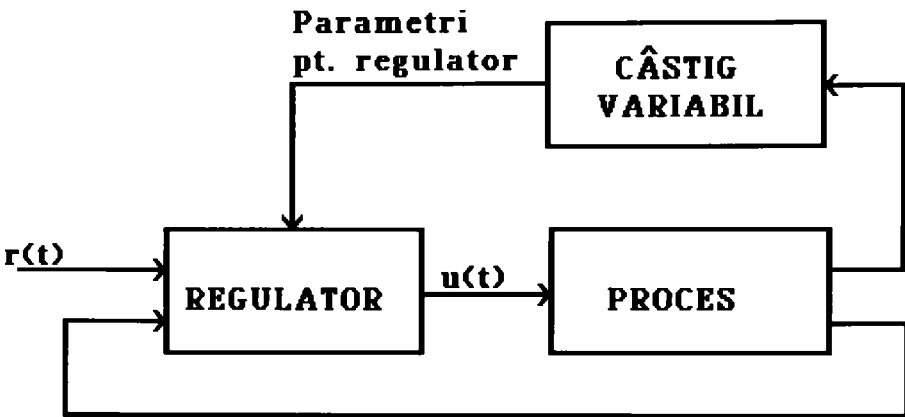 Parametri
pt. regulator
CÂSTIG
VARIABIL
r(t)
REGULATOR
u(t)
PROCES